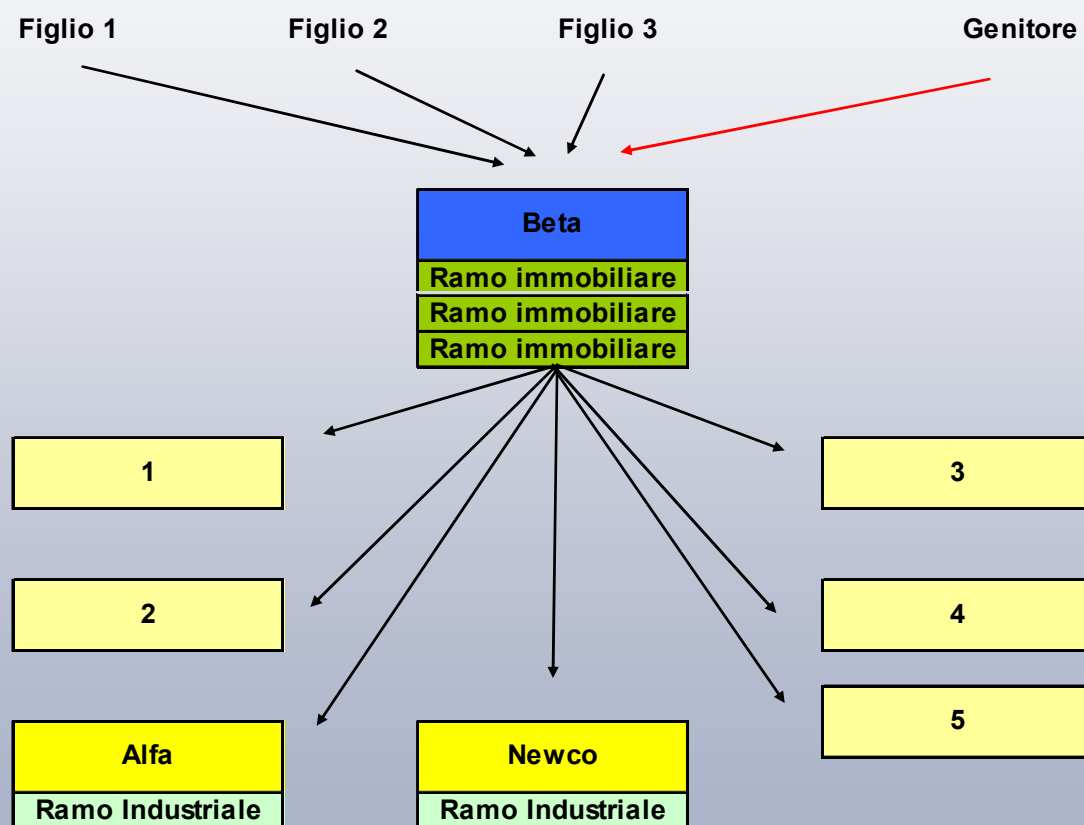 Figlio 1 Figlio 2 Figlio 3 Genitore
Beta
Ramo immobiliare
Ramo immobiliare
Ramo immobiliare
1 3
2 4
5
Alfa Newco
Ramo Industriale Ramo Industriale